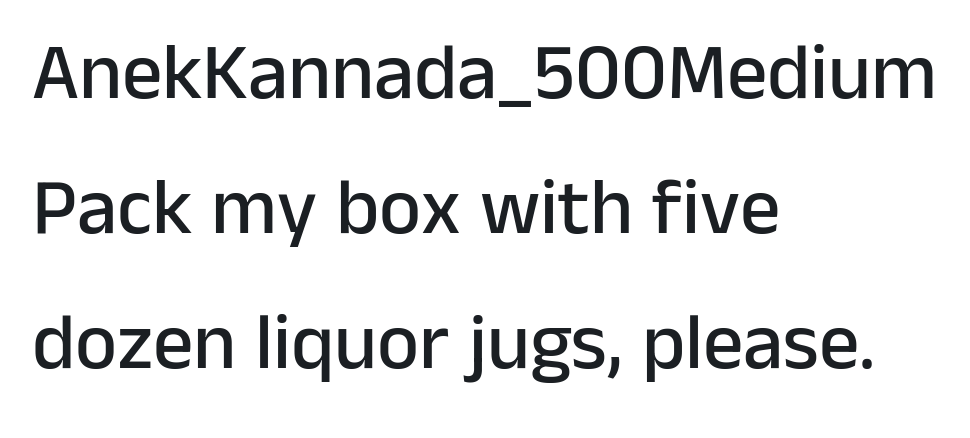 AnekKannada_500Medium
Pack my box with five
dozen liquor jugs, please.